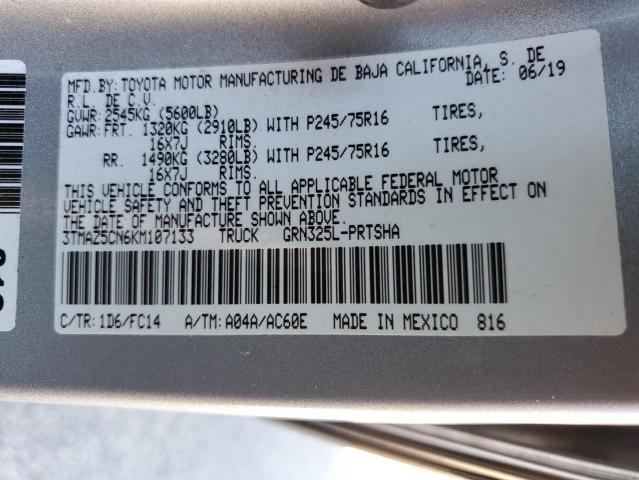 MFD.BY: TOYOTA MOTOR MANUFACTURING DE BAJA CALIFORNIA, S. DE
R.L. DE C.V. DATE: 06/19
GVWR: 2545KG (5600LB)
GAWR: FRT. 1320KG (2910LB) WITH P245/75R16 TIRES,
16X7J RIMS.
RR. 1490KG (3280LB) WITH P245/75R16 TIRES,
16X7J RIMS.
THIS VEHICLE CONFORMS TO ALL APPLICABLE FEDERAL MOTOR
VEHICLE SAFETY AND THEFT PREVENTION STANDARDS IN EFFECT ON
THE DATE OF MANUFACTURE SHOWN ABOVE.
3TMAZ5CN6KM107133 TRUCK GRN325L-PRTSHA
C/TR: 1D6/FC14 A/TM: A04A/AC60E MADE IN MEXICO 816